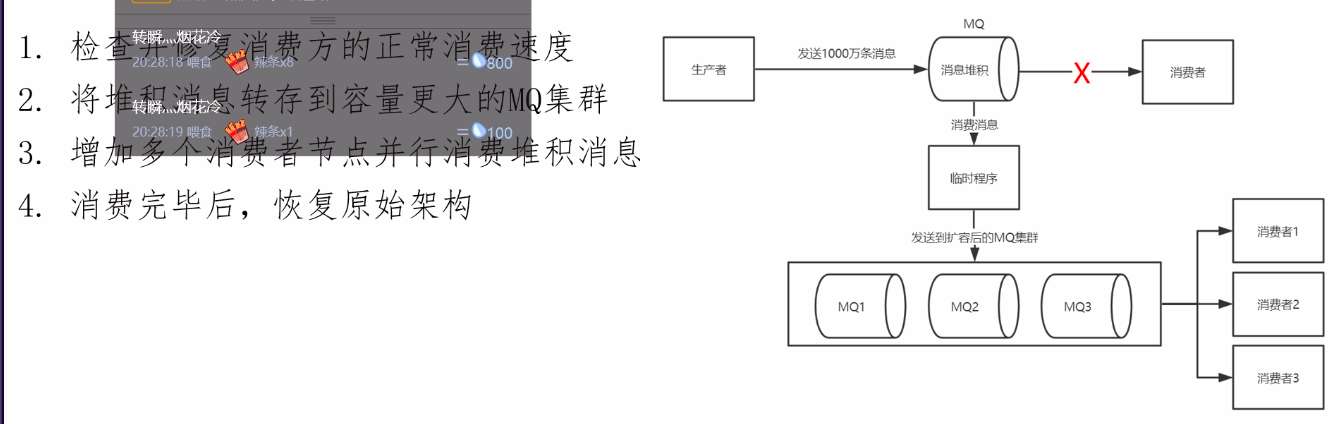 1. 检查并修复消费方的正常消费速度
2. 将堆积消息转存到容量更大的MQ集群
3. 增加多个消费者节点并行消费堆积消息
4. 消费完毕后，恢复原始架构
转瞬灬烟花冷
20:28:18 喂食 辣条x8 =800
转瞬灬烟花冷
20:28:19 喂食 辣条x1 =100
MQ
生产者
发送1000万条消息
消息堆积
X
消费者
消费消息
临时程序
发送到扩容后的MQ集群
MQ1
MQ2
MQ3
消费者1
消费者2
消费者3